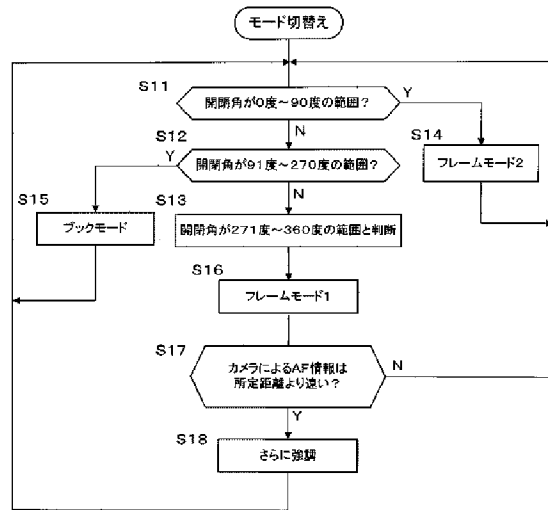 モード切替え
S11
開閉角が0度～90度の範囲?
Y
N
S12
開閉角が91度～270度の範囲?
Y
N
S14
フレームモード2
S15
ブックモード
S13
開閉角が271度～360度の範囲と判断
S16
フレームモード1
S17
カメラによるAF情報は
所定距離より遠い?
N
Y
S18
さらに強調